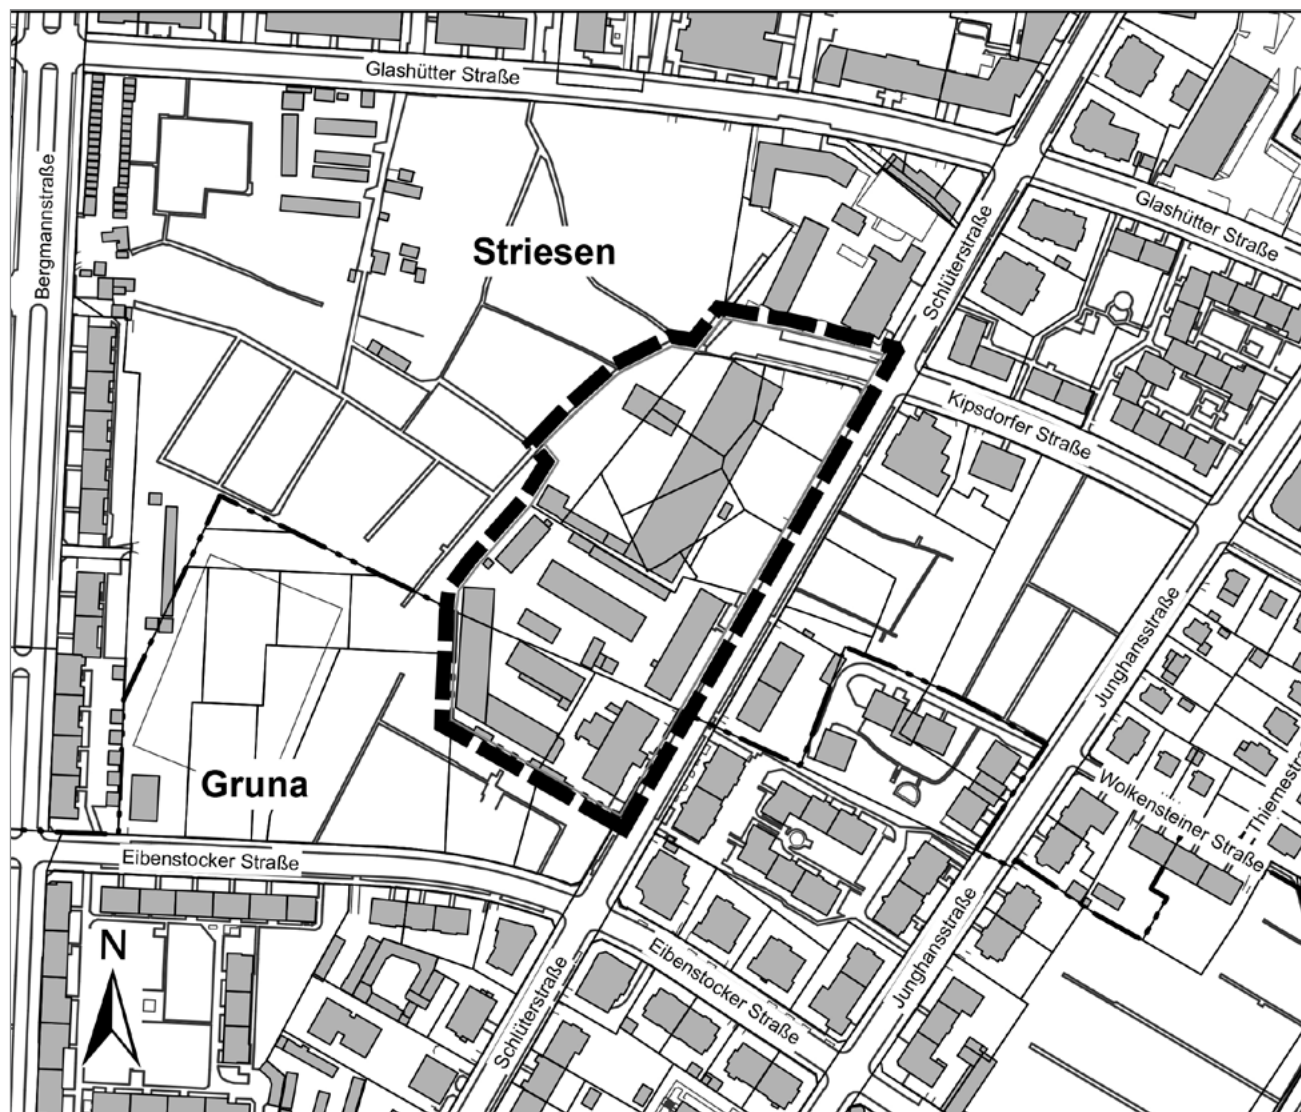 Glashütter Straße
Bergmannstraße
Striesen
Schlüterstraße
Glashütter Straße
Kipsdorfer Straße
Junghansstraße
Gruna
Wolkensteiner Straße
Eibenstocker Straße
N
Eibenstocker Straße
Junghansstraße
Schlüterstraße